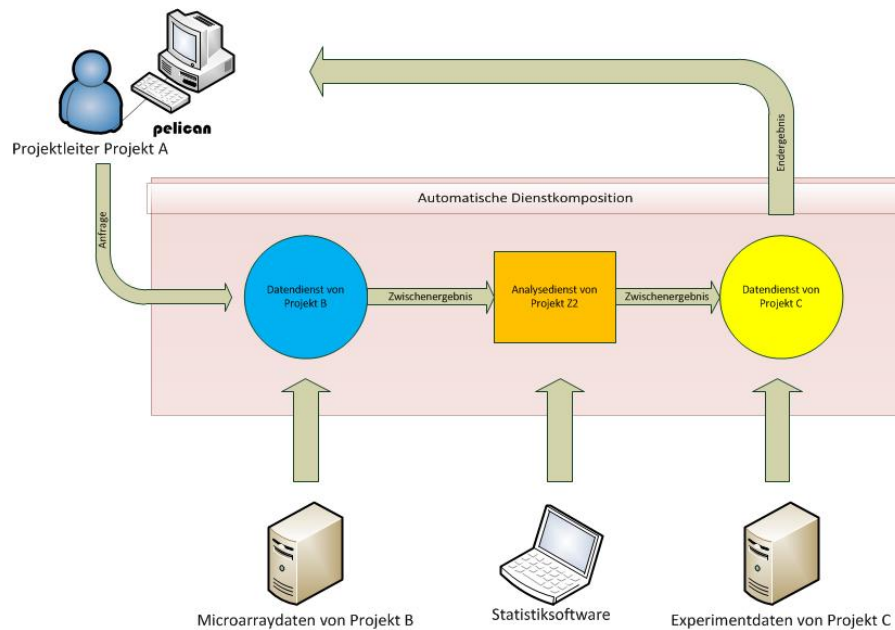 pelican
Projektleiter Projekt A
Anfrage
Endergebnis
Automatische Dienstkomposition
Datendienst von
Projekt B
Zwischenergebnis
Analysedienst von
Projekt Z2
Zwischenergebnis
Datendienst von
Projekt C
Microarraydaten von Projekt B
Statistiksoftware
Experimentdaten von Projekt C